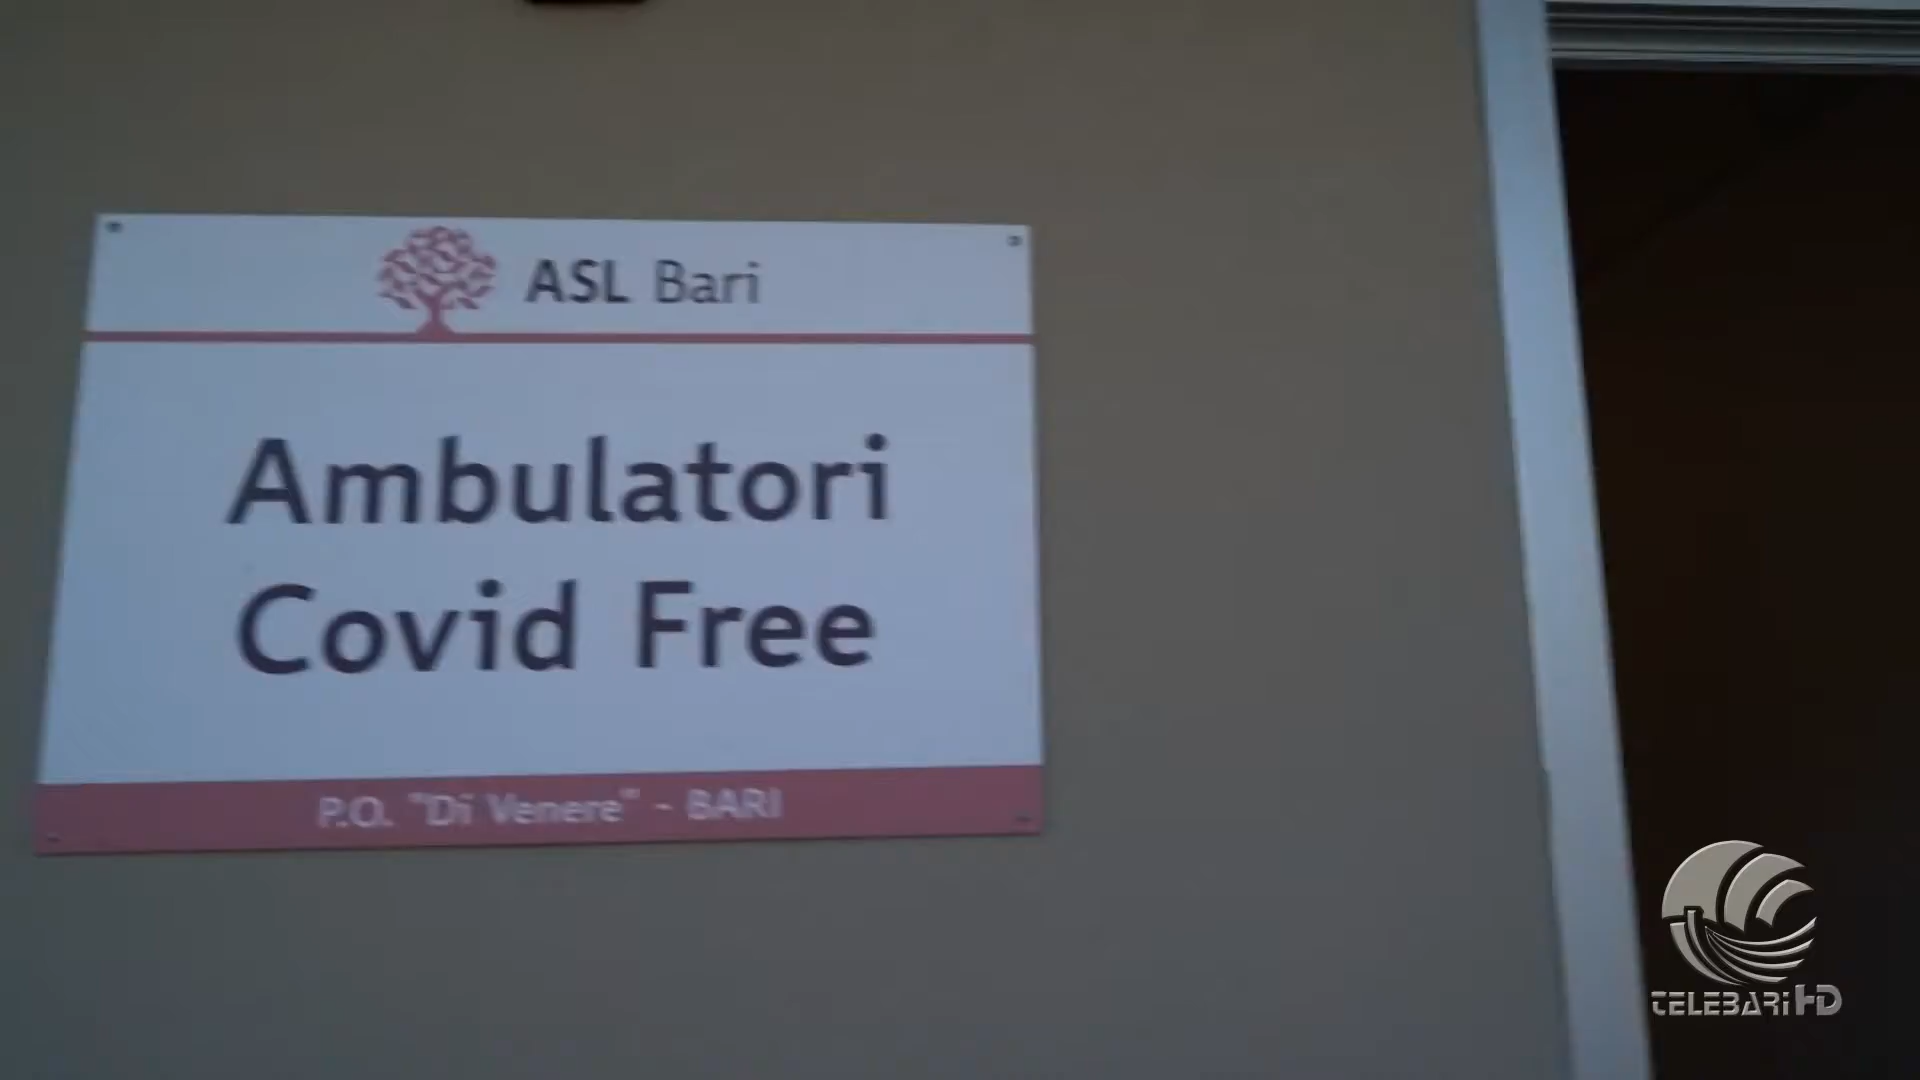 ASL Bari
Ambulatori
Covid Free
P.O. "Di Venere" - BARI
TELEBARI HD